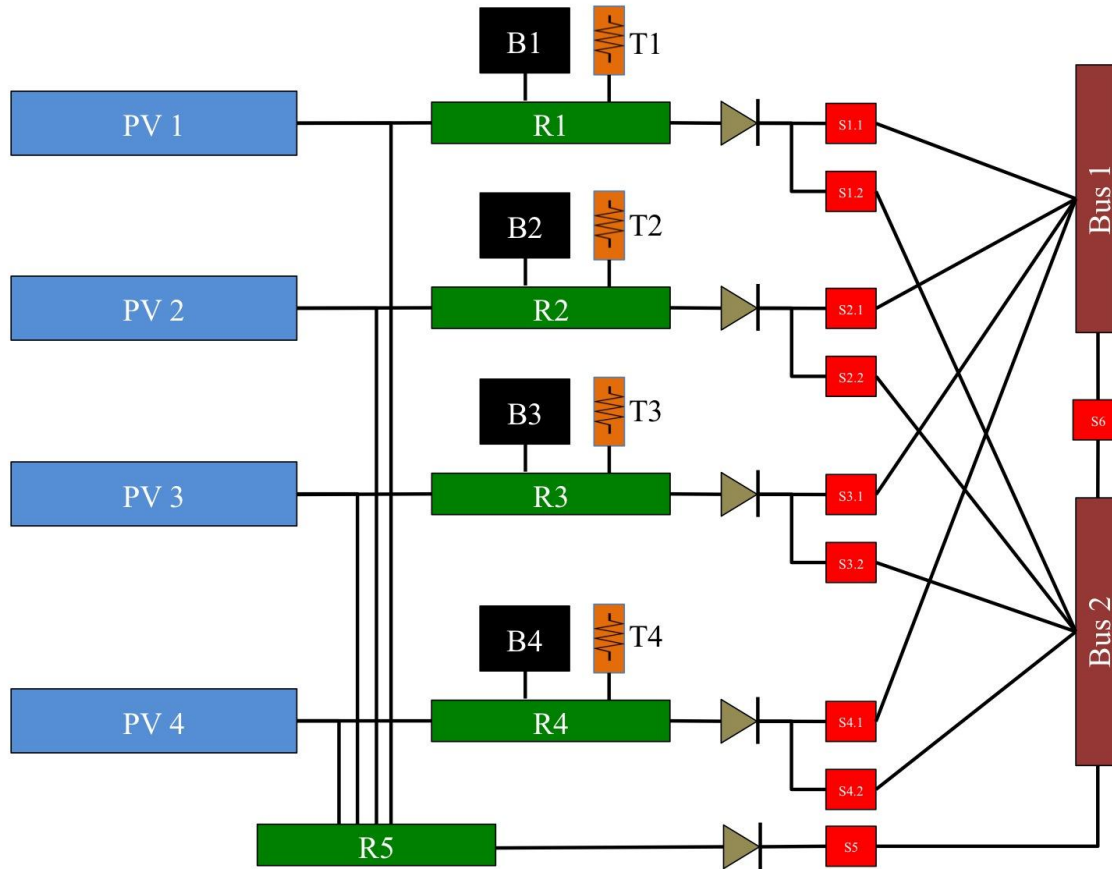 B1
T1
PV 1
R1
S1.1
S1.2
Bus 1
B2
T2
PV 2
R2
S2.1
S2.2
B3
T3
S6
PV 3
R3
S3.1
S3.2
B4
T4
Bus 2
PV 4
R4
S4.1
S4.2
R5
S5